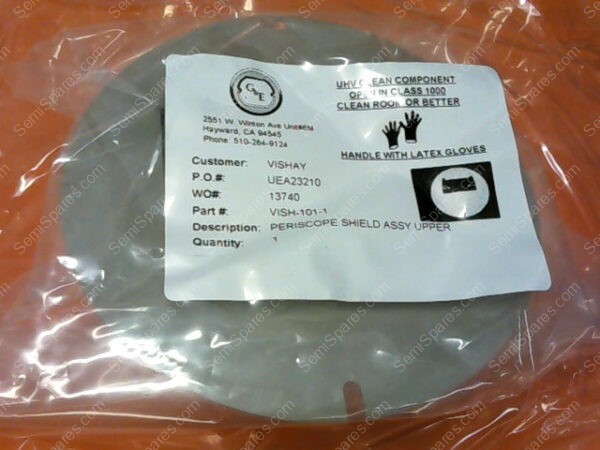 G&E
2551 W. Winton Ave
Hayward, CA 94545
Phone: 510-264-9124
UHV CLEAN COMPONENT
OPEN IN CLASS 1000
CLEAN ROOM OR BETTER
HANDLE WITH LATEX GLOVES
Customer: VISHAY
P.O.#: UEA23210
WO#: 13740
Part #: VISH-101-1
Description: PERISCOPE SHIELD ASSY UPPER
Quantity: 1
SemiSpares.com